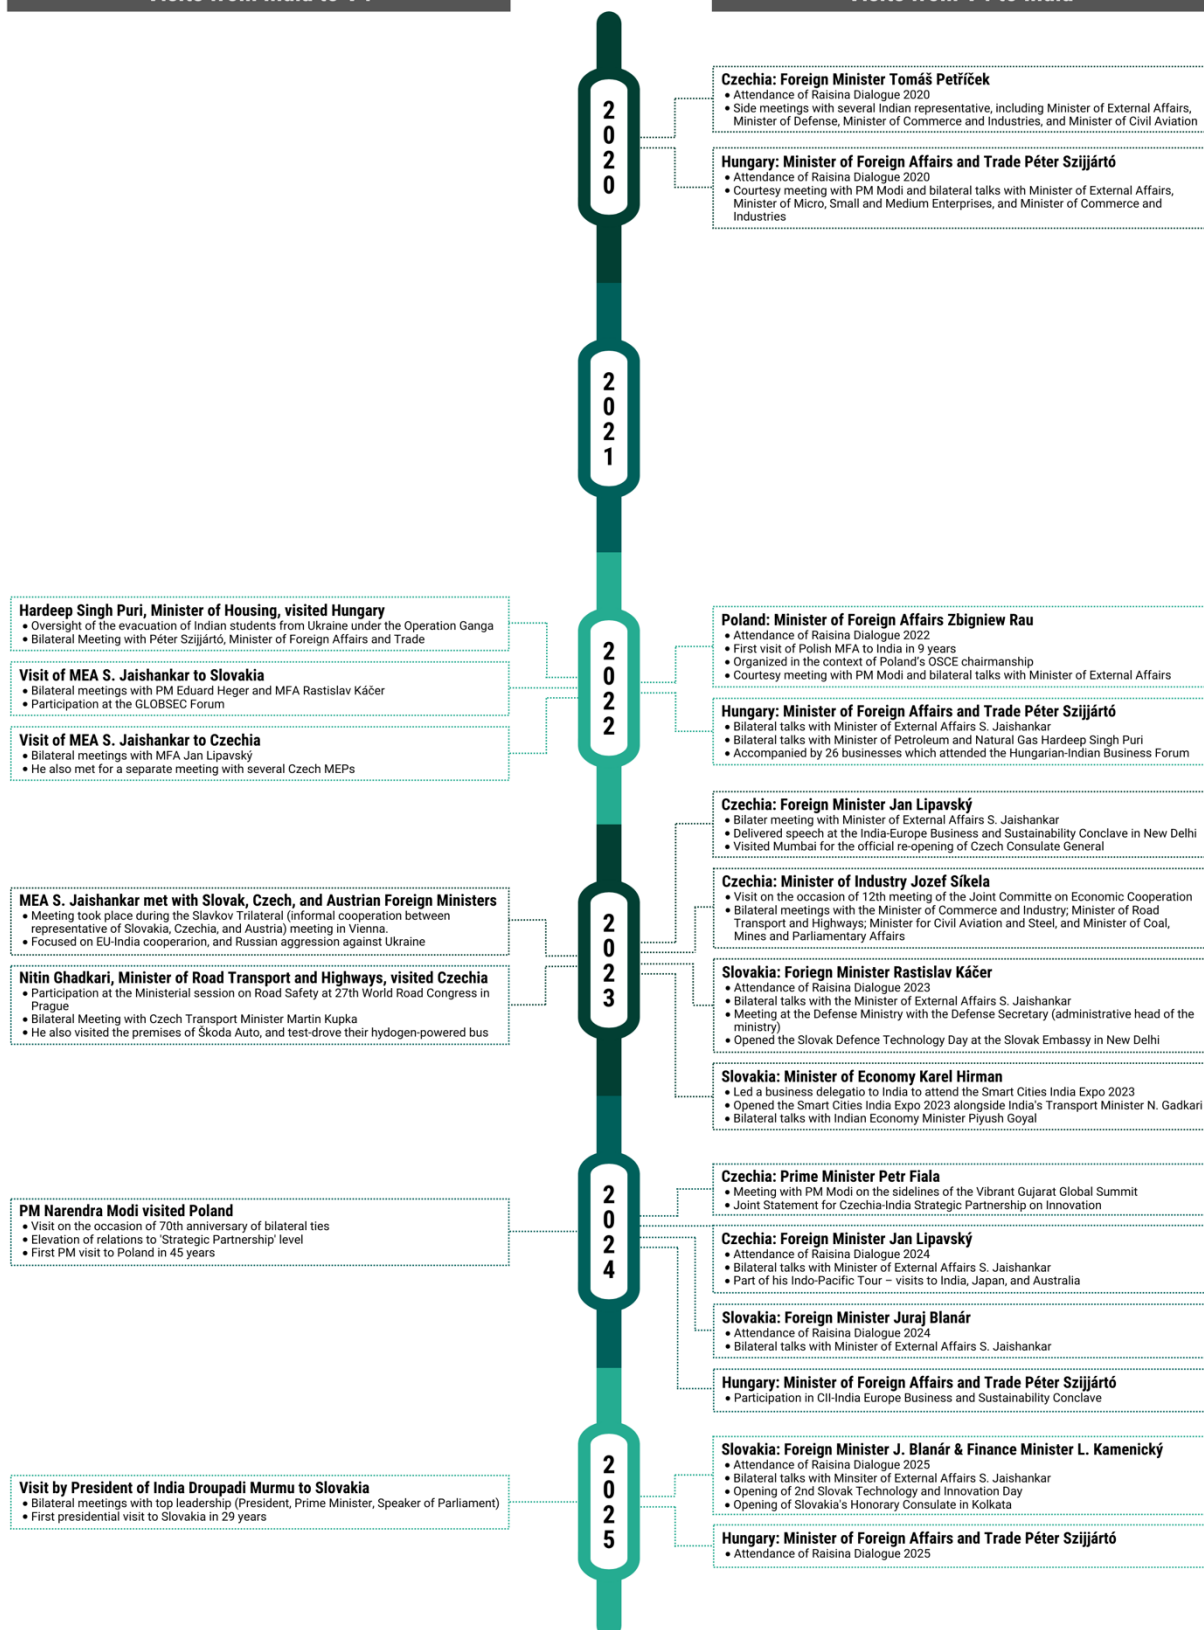 Visits from India to V4
Visits from V4 to India
2020
Czechia: Foreign Minister Tomáš Petříček
• Attendance of Raisina Dialogue 2020
• Side meetings with several Indian representative, including Minister of External Affairs,
Minister of Defense, Minister of Commerce and Industries, and Minister of Civil Aviation
Hungary: Minister of Foreign Affairs and Trade Péter Szijjártó
• Attendance of Raisina Dialogue 2020
• Courtesy meeting with PM Modi and bilateral talks with Minister of External Affairs,
Minister of Micro, Small and Medium Enterprises, and Minister of Commerce and
Industries
2021
2022
Hardeep Singh Puri, Minister of Housing, visited Hungary
• Oversight of the evacuation of Indian students from Ukraine under the Operation Ganga
• Bilateral Meeting with Péter Szijjártó, Minister of Foreign Affairs and Trade
Visit of MEA S. Jaishankar to Slovakia
• Bilateral meetings with PM Eduard Heger and MFA Rastislav Káčer
• Participation at the GLOBSEC Forum
Visit of MEA S. Jaishankar to Czechia
• Bilateral meetings with MFA Jan Lipavský
• He also met for a separate meeting with several Czech MEPs
Poland: Minister of Foreign Affairs Zbigniew Rau
• Attendance of Raisina Dialogue 2022
• First visit of Polish MFA to India in 9 years
• Organized in the context of Poland's OSCE chairmanship
• Courtesy meeting with PM Modi and bilateral talks with Minister of External Affairs
Hungary: Minister of Foreign Affairs and Trade Péter Szijjártó
• Bilateral talks with Minister of External Affairs S. Jaishankar
• Bilateral talks with Minister of Petroleum and Natural Gas Hardeep Singh Puri
• Accompanied by 26 businesses which attended the Hungarian-Indian Business Forum
2023
MEA S. Jaishankar met with Slovak, Czech, and Austrian Foreign Ministers
• Meeting took place during the Slavkov Trilateral (informal cooperation between
representative of Slovakia, Czechia, and Austria) meeting in Vienna.
• Focused on EU-India cooperarion, and Russian aggression against Ukraine
Nitin Ghadkari, Minister of Road Transport and Highways, visited Czechia
• Participation at the Ministerial session on Road Safety at 27th World Road Congress in
Prague
• Bilateral Meeting with Czech Transport Minister Martin Kupka
• He also visited the premises of Škoda Auto, and test-drove their hydogen-powered bus
Czechia: Foreign Minister Jan Lipavský
• Bilater meeting with Minister of External Affairs S. Jaishankar
• Delivered speech at the India-Europe Business and Sustainability Conclave in New Delhi
• Visited Mumbai for the official re-opening of Czech Consulate General
Czechia: Minister of Industry Jozef Síkela
• Visit on the occasion of 12th meeting of the Joint Committe on Economic Cooperation
• Bilateral meetings with the Minister of Commerce and Industry; Minister of Road
Transport and Highways; Minister for Civil Aviation and Steel, and Minister of Coal,
Mines and Parliamentary Affairs
Slovakia: Foriegn Minister Rastislav Káčer
• Attendance of Raisina Dialogue 2023
• Bilateral talks with the Minister of External Affairs S. Jaishankar
• Meeting at the Defense Ministry with the Defense Secretary (administrative head of the
ministry)
• Opened the Slovak Defence Technology Day at the Slovak Embassy in New Delhi
Slovakia: Minister of Economy Karel Hirman
• Led a business delegatio to India to attend the Smart Cities India Expo 2023
• Opened the Smart Cities India Expo 2023 alongside India's Transport Minister N. Gadkari
• Bilateral talks with Indian Economy Minister Piyush Goyal
2024
PM Narendra Modi visited Poland
• Visit on the occasion of 70th anniversary of bilateral ties
• Elevation of relations to 'Strategic Partnership' level
• First PM visit to Poland in 45 years
Czechia: Prime Minister Petr Fiala
• Meeting with PM Modi on the sidelines of the Vibrant Gujarat Global Summit
• Joint Statement for Czechia-India Strategic Partnership on Innovation
Czechia: Foreign Minister Jan Lipavský
• Attendance of Raisina Dialogue 2024
• Bilateral talks with Minister of External Affairs S. Jaishankar
• Part of his Indo-Pacific Tour – visits to India, Japan, and Australia
Slovakia: Foreign Minister Juraj Blanár
• Attendance of Raisina Dialogue 2024
• Bilateral talks with Minister of External Affairs S. Jaishankar
Hungary: Minister of Foreign Affairs and Trade Péter Szijjártó
• Participation in CII-India Europe Business and Sustainability Conclave
2025
Visit by President of India Droupadi Murmu to Slovakia
• Bilateral meetings with top leadership (President, Prime Minister, Speaker of Parliament)
• First presidential visit to Slovakia in 29 years
Slovakia: Foreign Minister J. Blanár & Finance Minister L. Kamenický
• Attendance of Raisina Dialogue 2025
• Bilateral talks with Minsiter of External Affairs S. Jaishankar
• Opening of 2nd Slovak Technology and Innovation Day
• Opening of Slovakia's Honorary Consulate in Kolkata
Hungary: Minister of Foreign Affairs and Trade Péter Szijjártó
• Attendance of Raisina Dialogue 2025